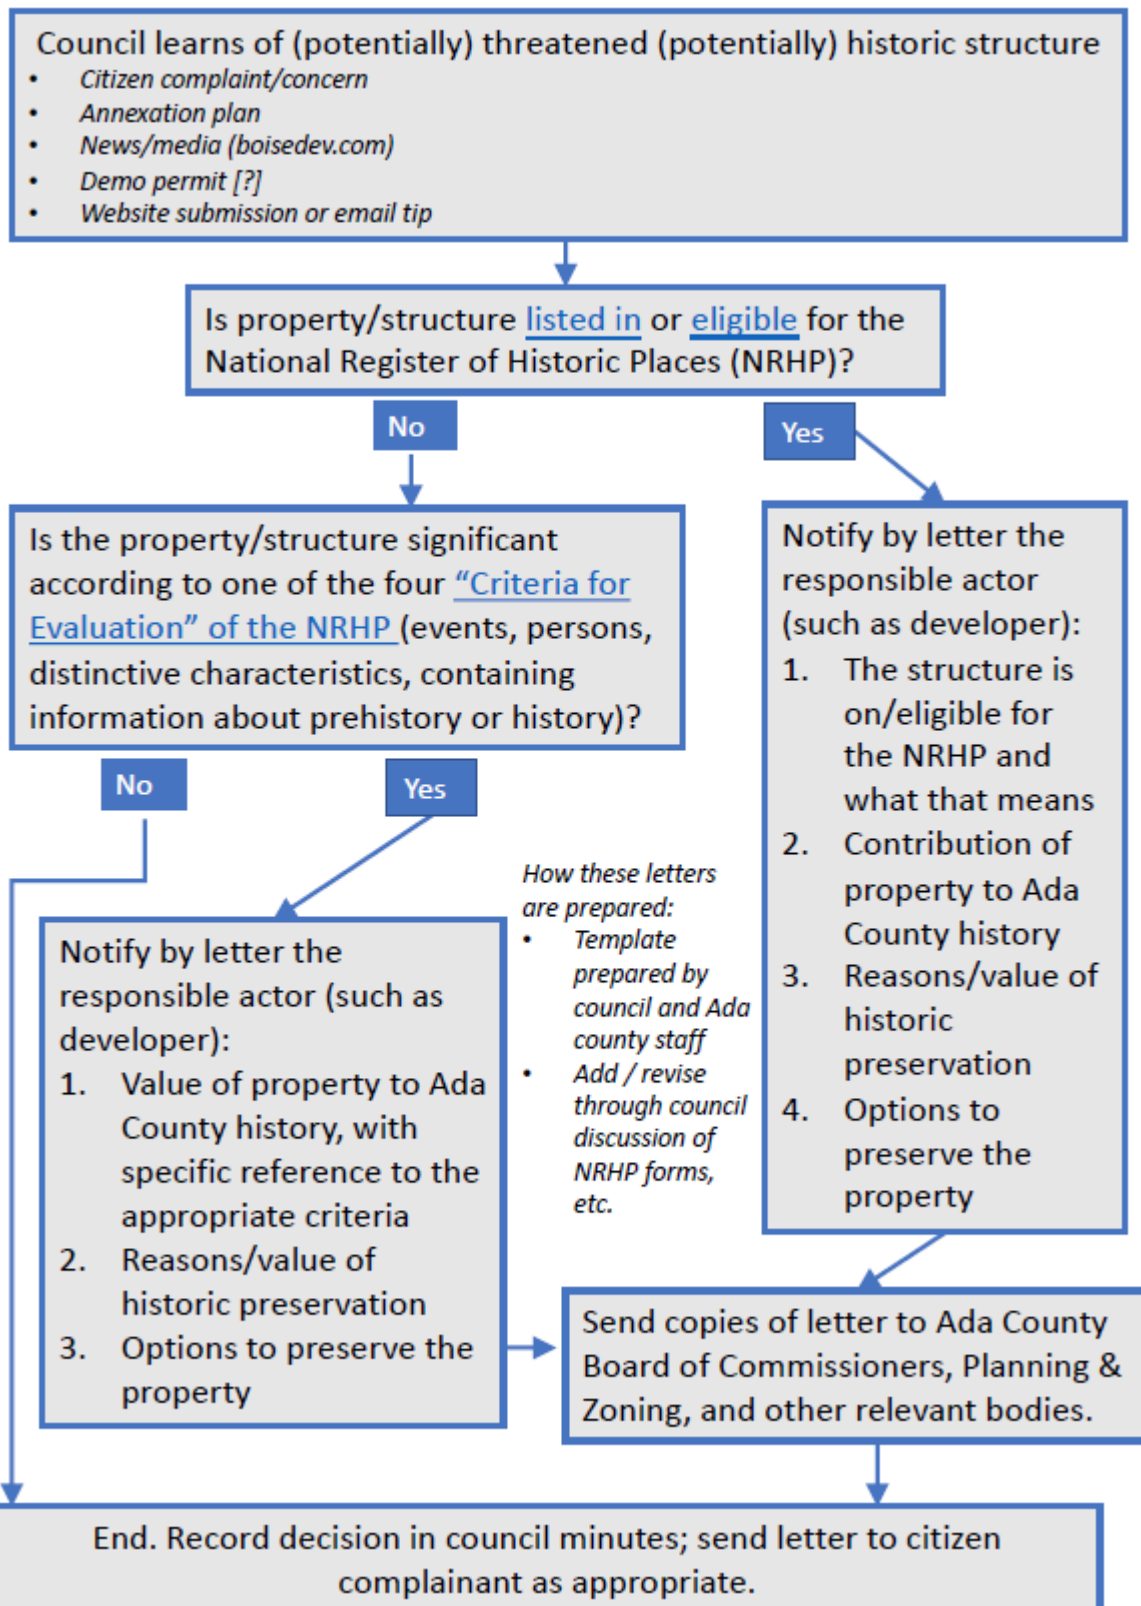 Council learns of (potentially) threatened (potentially) historic structure
• Citizen complaint/concern
• Annexation plan
• News/media (boisedev.com)
• Demo permit [?]
• Website submission or email tip
Is property/structure listed in or eligible for the
National Register of Historic Places (NRHP)?
No
Yes
Is the property/structure significant
according to one of the four “Criteria for
Evaluation” of the NRHP (events, persons,
distinctive characteristics, containing
information about prehistory or history)?
No
Yes
Notify by letter the
responsible actor
(such as developer):
1. The structure is
on/eligible for
the NRHP and
what that means
2. Contribution of
property to Ada
County history
3. Reasons/value of
historic
preservation
4. Options to
preserve the
property
How these letters
are prepared:
• Template
prepared by
council and Ada
county staff
• Add / revise
through council
discussion of
NRHP forms,
etc.
Notify by letter the
responsible actor (such as
developer):
1. Value of property to Ada
County history, with
specific reference to the
appropriate criteria
2. Reasons/value of
historic preservation
3. Options to preserve the
property
Send copies of letter to Ada County
Board of Commissioners, Planning &
Zoning, and other relevant bodies.
End. Record decision in council minutes; send letter to citizen
complainant as appropriate.